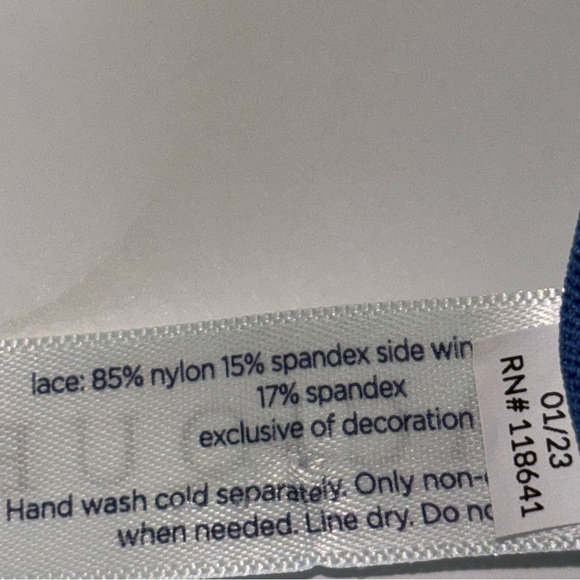 lace: 85% nylon 15% spandex side win
17% spandex
exclusive of decoration
Hand wash cold separately. Only non-
when needed. Line dry. Do no
01/23
RN# 118641